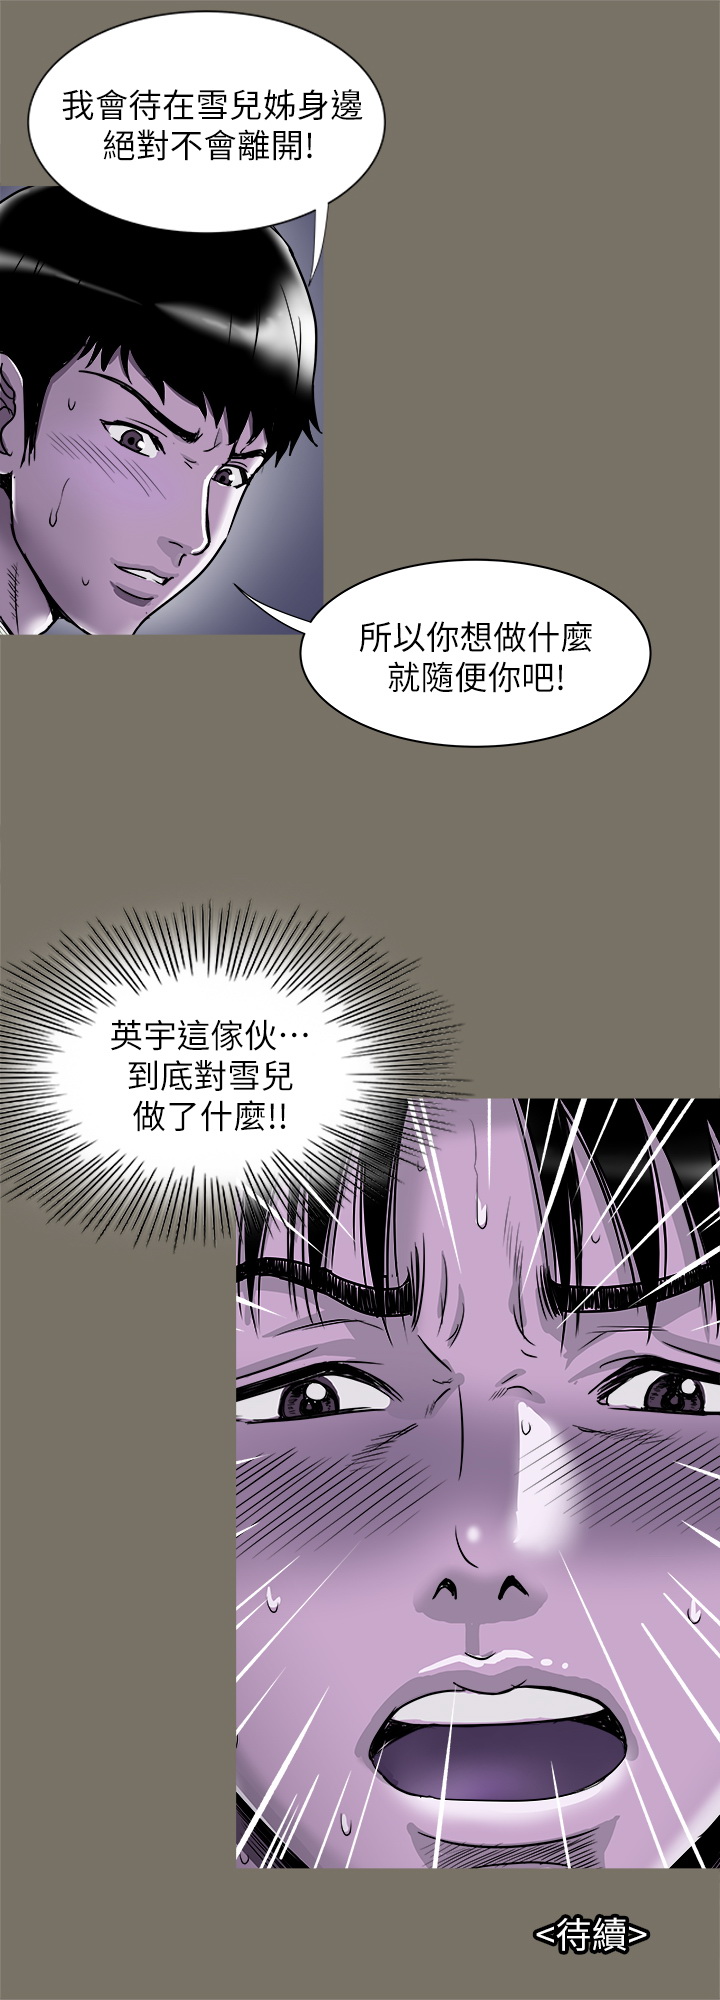 我會待在雪兒姊身邊
絕對不會離開!
所以你想做什麼
就隨便你吧!
英宇這傢伙⋯
到底對雪兒
做了什麼!!
<待續>